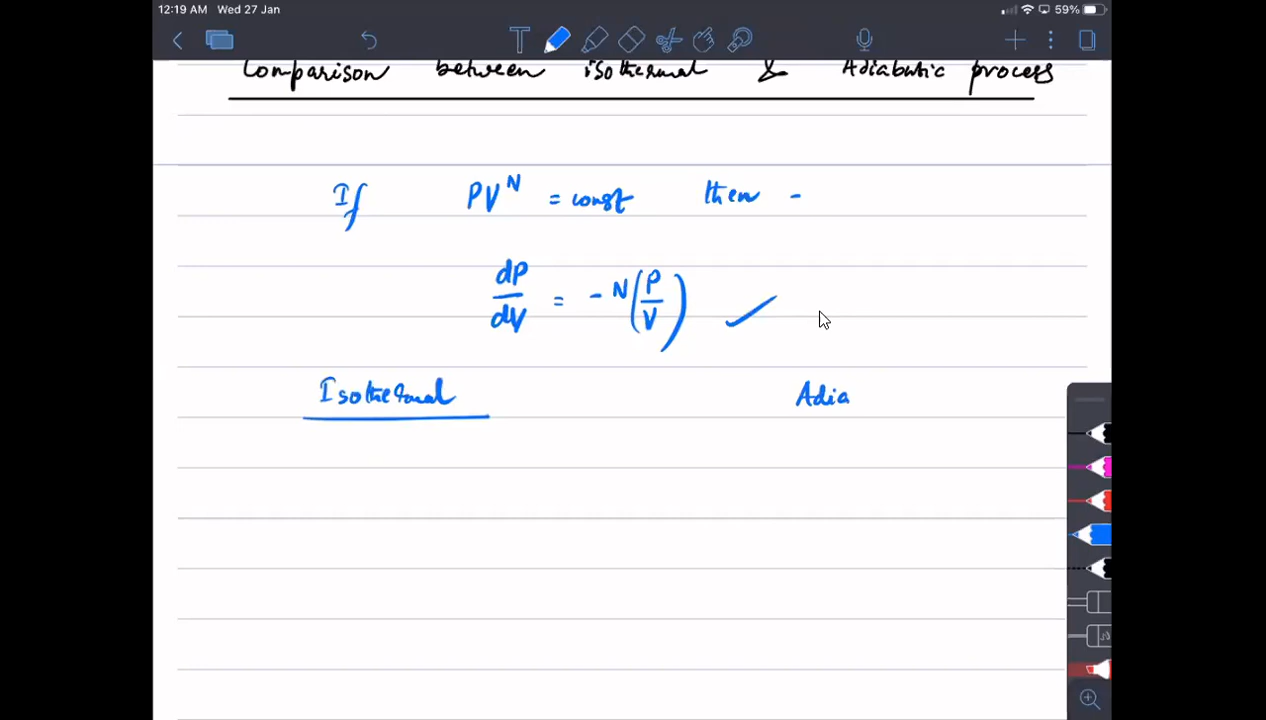 12:19 AM Wed 27 Jan 59%
Comparison between isothermal & Adiabatic process
If PV^N = const then -
dP/dV = - N(P/V) ✓
Isothermal Adia